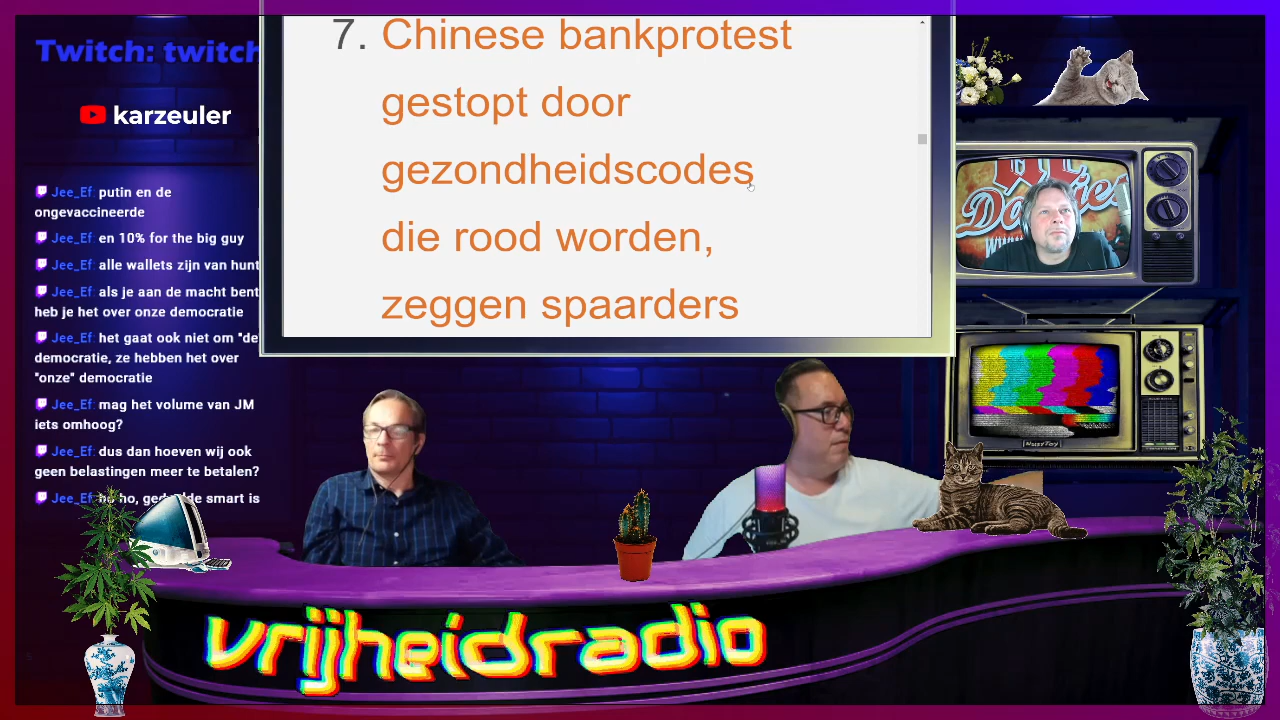 7. Chinese bankprotest
gestopt door
gezondheidscodes
die rood worden,
zeggen spaarders
Twitch: twitch
karzeuler
Jee_Ef: putin en de
ongevaccineerde
Jee_Ef: en 10% for the big guy
Jee_Ef: alle wallets zijn van hunt
Jee_Ef: als je aan de macht bent
heb je het over onze democratie
Jee_Ef: het gaat ook niet om "de
democratie, ze hebben het over
"onze" democratie
Jee_Ef: mag het volume van JM
iets omhoog?
Jee_Ef: dus dan hoeven wij ook
geen belastingen meer te betalen?
Jee_Ef: smart is
vrijheidradio